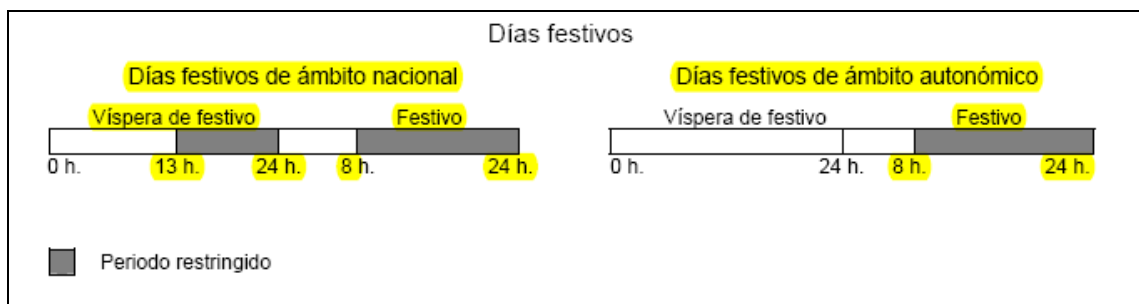 Días festivos
Días festivos de ámbito nacional
Días festivos de ámbito autonómico
Víspera de festivo Festivo
Víspera de festivo Festivo
0 h. 13 h. 24 h. 8 h. 24 h.
0 h. 24 h. 8 h. 24 h.
Periodo restringido